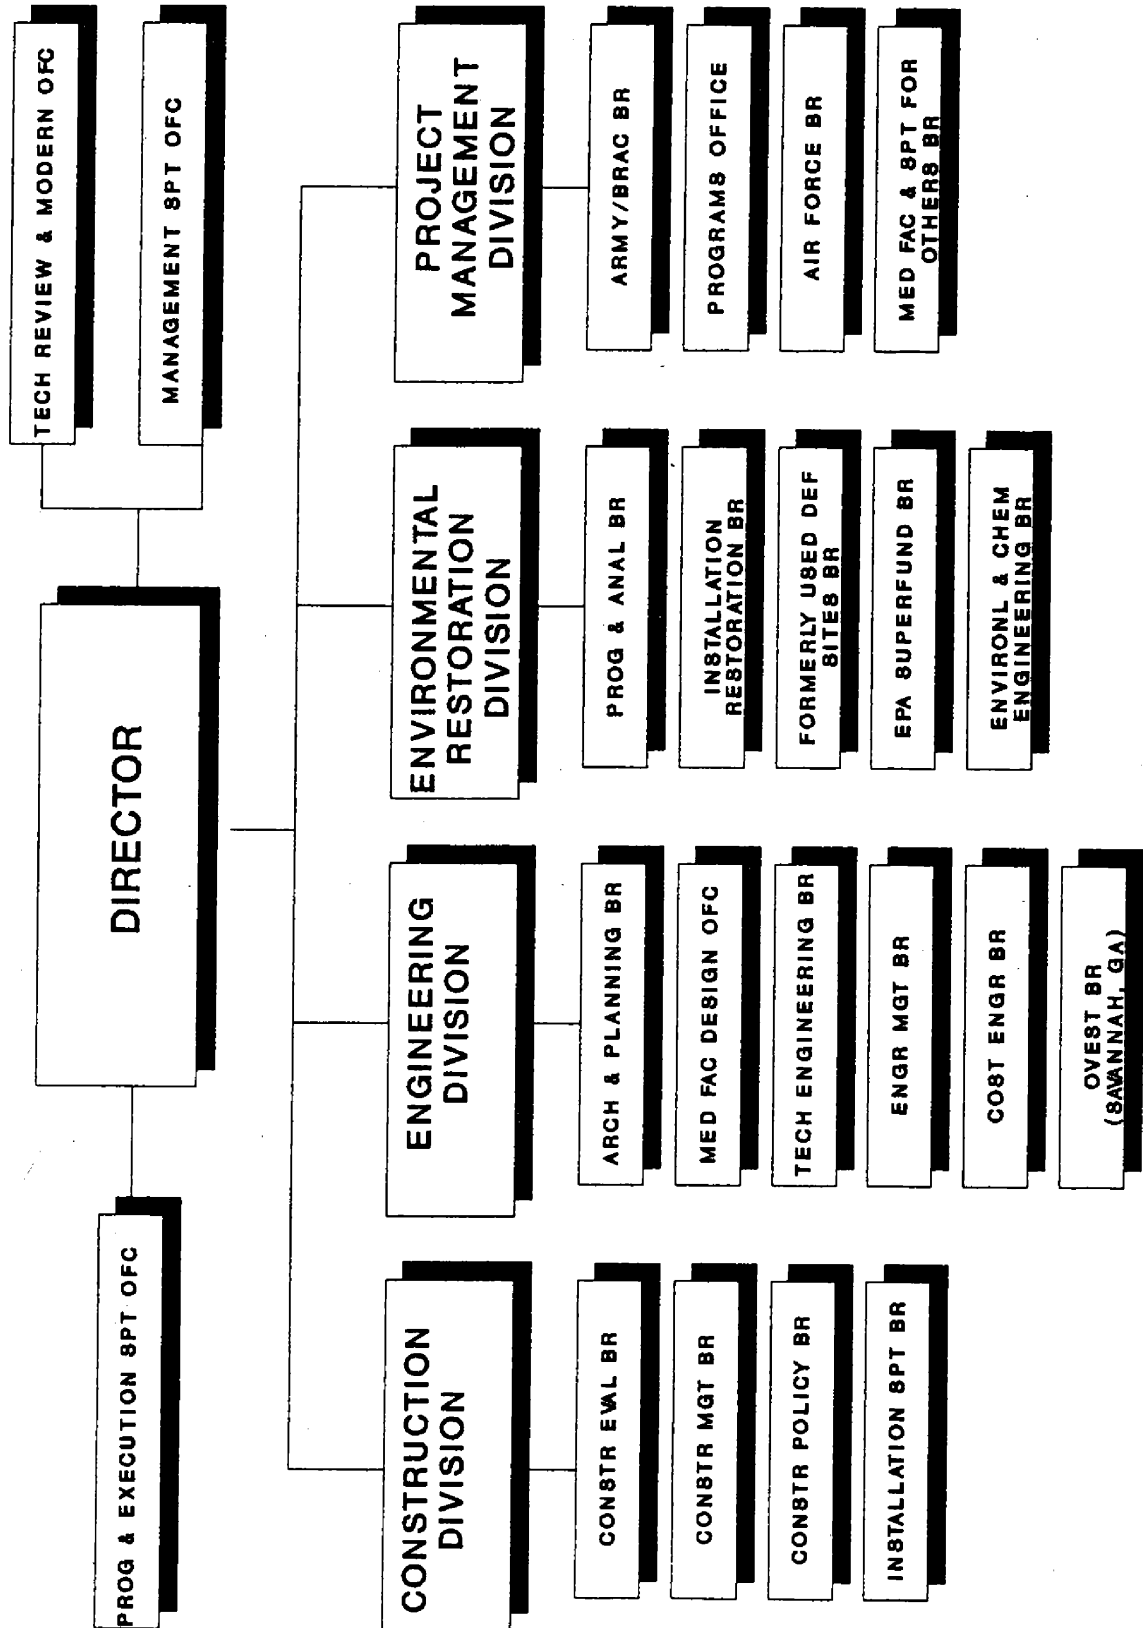 TECH REVIEW & MODERN OFC
MANAGEMENT SPT OFC
DIRECTOR
PROG & EXECUTION SPT OFC
CONSTRUCTION
DIVISION
CONSTR EVAL BR
CONSTR MGT BR
CONSTR POLICY BR
INSTALLATION SPT BR
ENGINEERING
DIVISION
ARCH & PLANNING BR
MED FAC DESIGN OFC
TECH ENGINEERING BR
ENGR MGT BR
COST ENGR BR
OVEST BR
(SAVANNAH, GA)
ENVIRONMENTAL
RESTORATION
DIVISION
PROG & ANAL BR
INSTALLATION
RESTORATION BR
FORMERLY USED DEF
SITES BR
EPA SUPERFUND BR
ENVIRONL & CHEM
ENGINEERING BR
PROJECT
MANAGEMENT
DIVISION
ARMY/BRAC BR
PROGRAMS OFFICE
AIR FORCE BR
MED FAC & SPT FOR
OTHERS BR